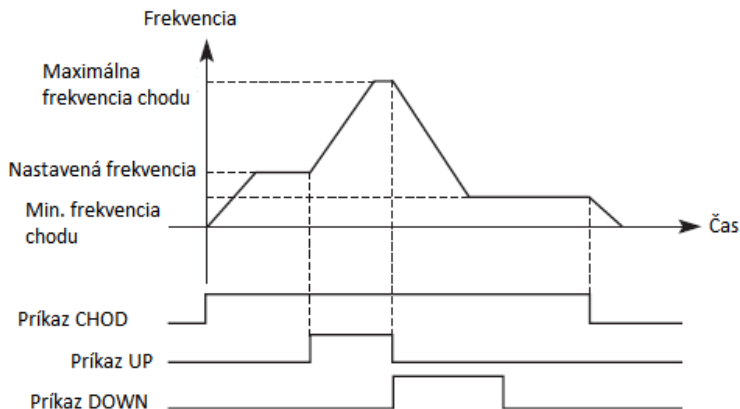 Frekvencia
Maximálna
frekvencia chodu
Nastavená frekvencia
Min. frekvencia
chodu
Čas
Príkaz CHOD
Príkaz UP
Príkaz DOWN